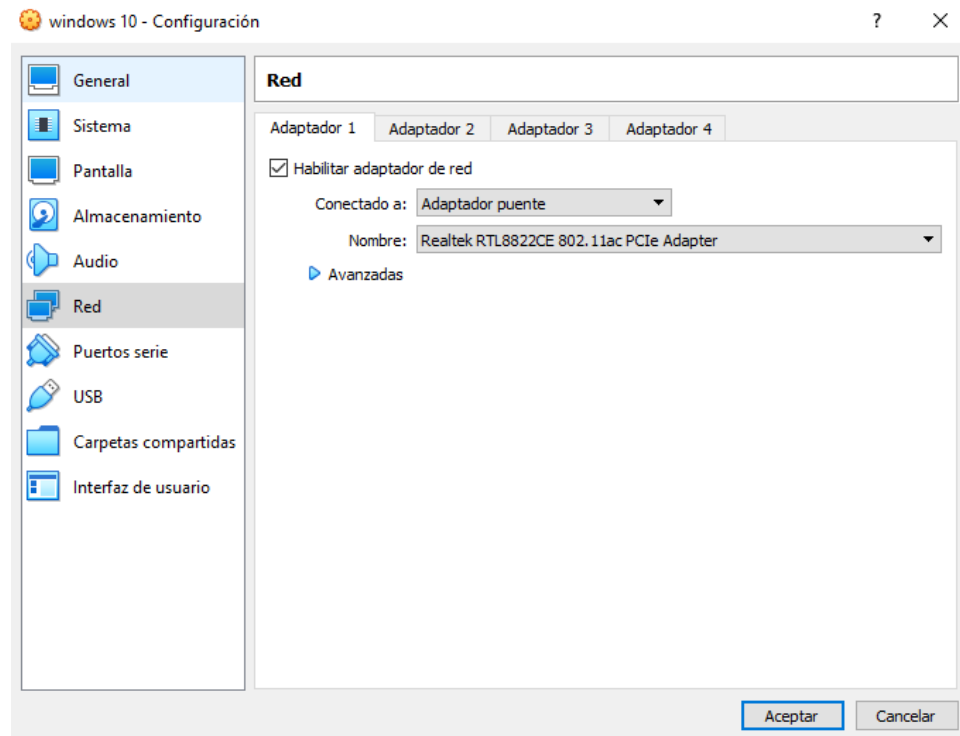 windows 10 - Configuración
?
General
Sistema
Pantalla
Almacenamiento
Audio
Red
Puertos serie
USB
Carpetas compartidas
Interfaz de usuario
Red
Adaptador 1 Adaptador 2 Adaptador 3 Adaptador 4
Habilitar adaptador de red
Conectado a: Adaptador puente
Nombre: Realtek RTL8822CE 802.11ac PCIe Adapter
Avanzadas
Aceptar Cancelar